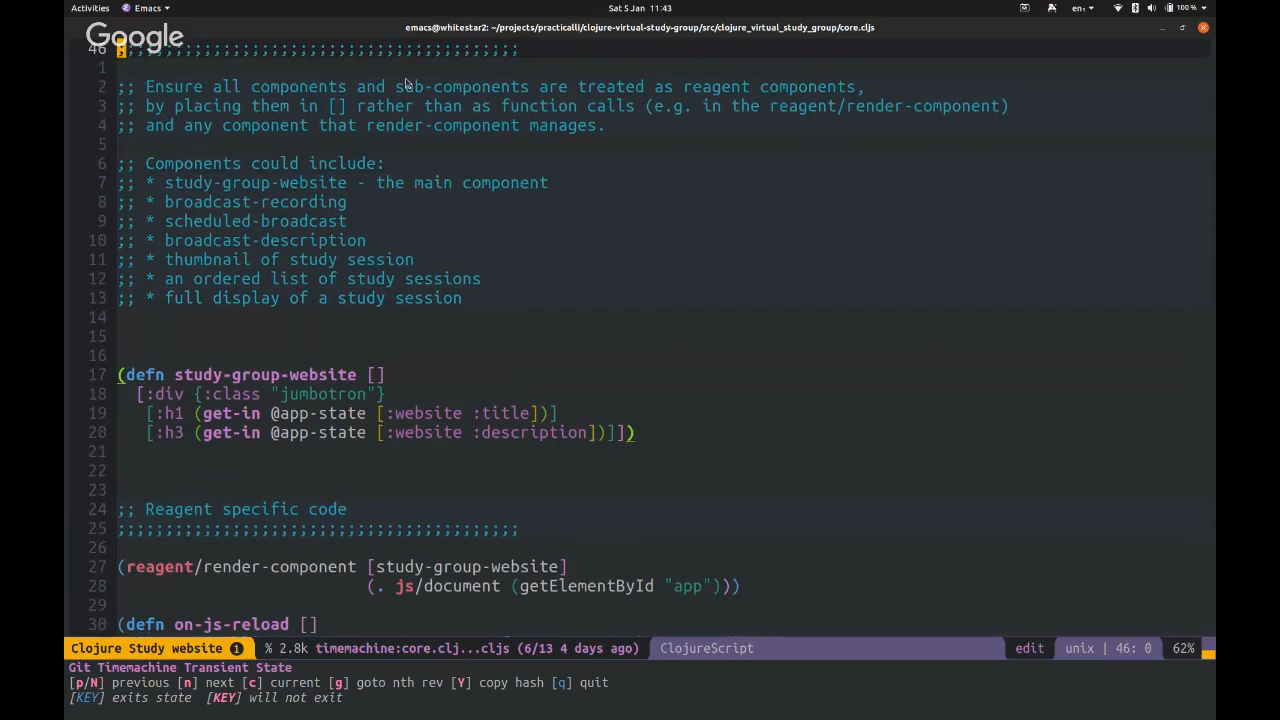 Activities Emacs Sat 5 Jan 11:43 en₁ 100 %
emacs@whitestar2: ~/projects/practicalli/clojure-virtual-study-group/src/clojure_virtual_study_group/core.cljs
Google
46 ;;;;;;;;;;;;;;;;;;;;;;;;;;;;;;;;;;;;;;;;;;
1
2 ;; Ensure all components and sub-components are treated as reagent components,
3 ;; by placing them in [] rather than as function calls (e.g. in the reagent/render-component)
4 ;; and any component that render-component manages.
5
6 ;; Components could include:
7 ;; * study-group-website - the main component
8 ;; * broadcast-recording
9 ;; * scheduled-broadcast
10 ;; * broadcast-description
11 ;; * thumbnail of study session
12 ;; * an ordered list of study sessions
13 ;; * full display of a study session
14
15
16
17 (defn study-group-website []
18 [:div {:class "jumbotron"}
19 [:h1 (get-in @app-state [:website :title])]
20 [:h3 (get-in @app-state [:website :description])]])
21
22
23
24 ;; Reagent specific code
25 ;;;;;;;;;;;;;;;;;;;;;;;;;;;;;;;;;;;;;;;;;;
26
27 (reagent/render-component [study-group-website]
28 (. js/document (getElementById "app")))
29
30 (defn on-js-reload []
Clojure Study website 1 % 2.8k timemachine:core.clj...cljs (6/13 4 days ago) ClojureScript edit unix | 46: 0 62%
Git Timemachine Transient State
[p/N] previous [n] next [c] current [g] goto nth rev [Y] copy hash [q] quit
[KEY] exits state [KEY] will not exit